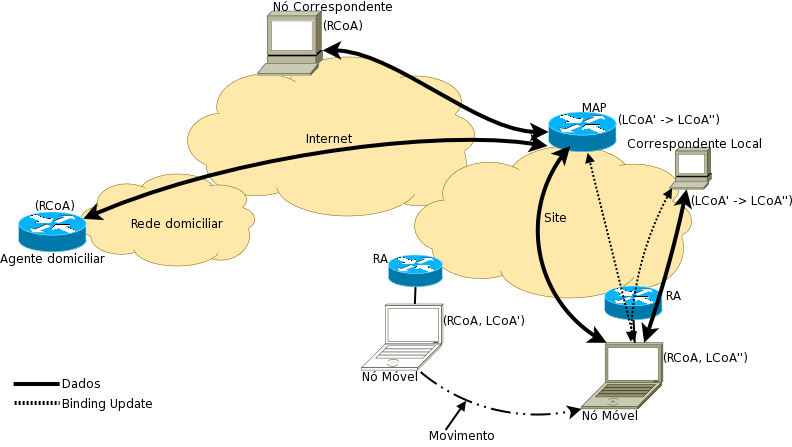 Nó Correspondente
(RCoA)
MAP
(LCoA' -> LCoA'')
Internet
Correspondente Local
(LCoA' -> LCoA'')
(RCoA)
Rede domiciliar
Site
Agente domiciliar
RA
RA
(RCoA, LCoA')
(RCoA, LCoA'')
Nó Móvel
Dados
Binding Update
Nó Móvel
Movimento